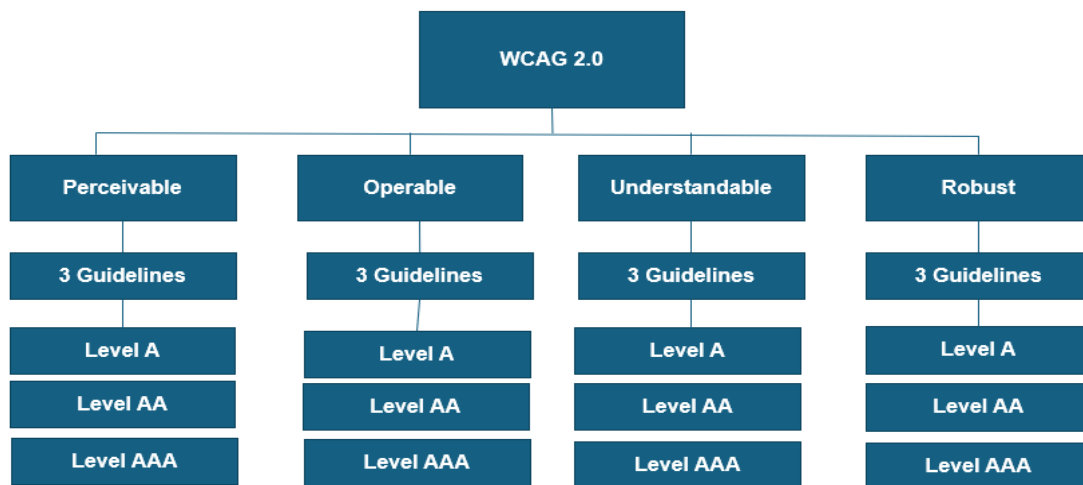 WCAG 2.0
Perceivable
Operable
Understandable
Robust
3 Guidelines
3 Guidelines
3 Guidelines
3 Guidelines
Level A
Level A
Level A
Level A
Level AA
Level AA
Level AA
Level AA
Level AAA
Level AAA
Level AAA
Level AAA